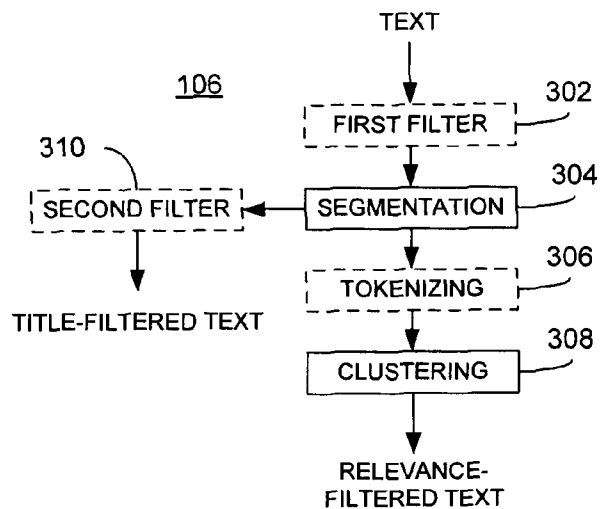 TEXT
106
302
FIRST FILTER
310
304
SECOND FILTER
SEGMENTATION
306
TOKENIZING
TITLE-FILTERED TEXT
308
CLUSTERING
RELEVANCE-
FILTERED TEXT